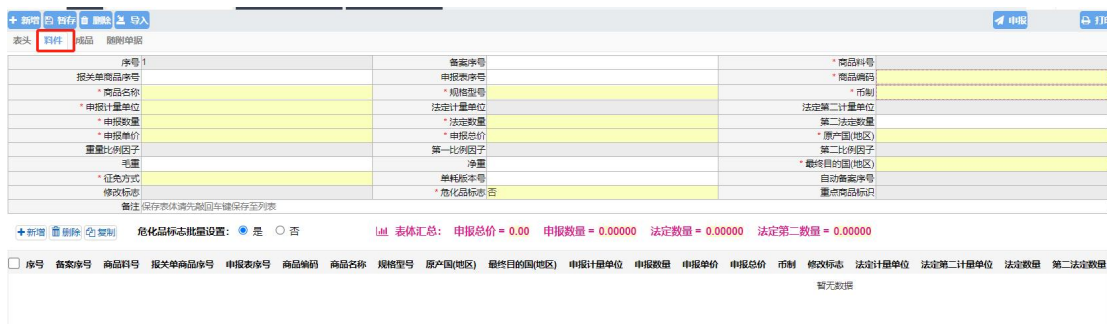 新增 暂存 删除 导入 申报
表头 料件 成品 随附单据
序号 1 备案序号 * 商品料号
报关单商品序号 申报表序号 * 商品编码
* 商品名称 * 规格型号 * 币制
* 申报计量单位 法定计量单位 法定第二计量单位
* 申报数量 * 法定数量 第二法定数量
* 申报单价 * 申报总价 * 原产国(地区)
重量比例因子 第一比例因子 第二比例因子
毛重 净重 * 最终目的国(地区)
* 征免方式 单耗版本号 自动备案序号
修改标志 * 危化品标志 否 重点商品标识
备注 保存表体请先敲回车键保存至列表
新增 删除 复制 危化品标志批量设置： 是 否 表体汇总: 申报总价 = 0.00 申报数量 = 0.00000 法定数量 = 0.00000 法定第二数量 = 0.00000
序号 备案序号 商品料号 报关单商品序号 申报表序号 商品编码 商品名称 规格型号 原产国(地区) 最终目的国(地区) 申报计量单位 申报数量 申报单价 申报总价 币制 修改标志 法定计量单位 法定第二计量单位 法定数量 第二法定数量
暂无数据